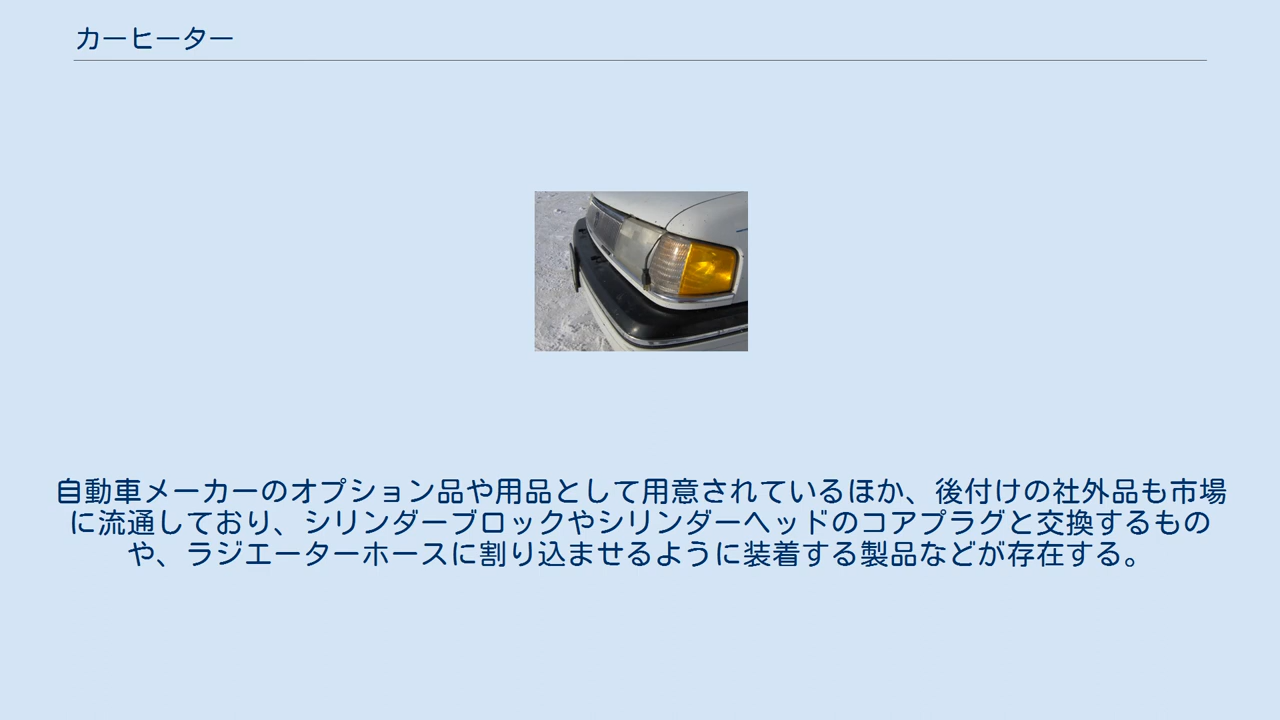 カーヒーター
自動車メーカーのオプション品や用品として用意されているほか、後付けの社外品も市場
に流通しており、シリンダーブロックやシリンダーヘッドのコアプラグと交換するもの
や、ラジエーターホースに割り込ませるように装着する製品などが存在する。